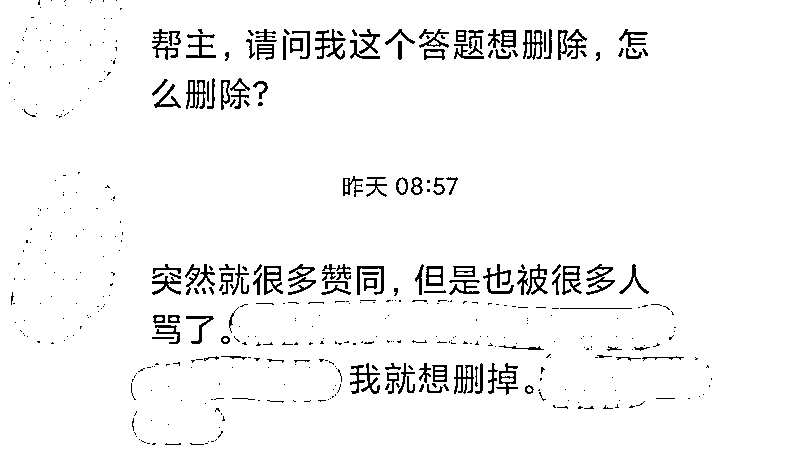 帮主，请问我这个答题想删除，怎
么删除？
昨天 08:57
突然就很多赞同，但是也被很多人
骂了。
我就想删掉。